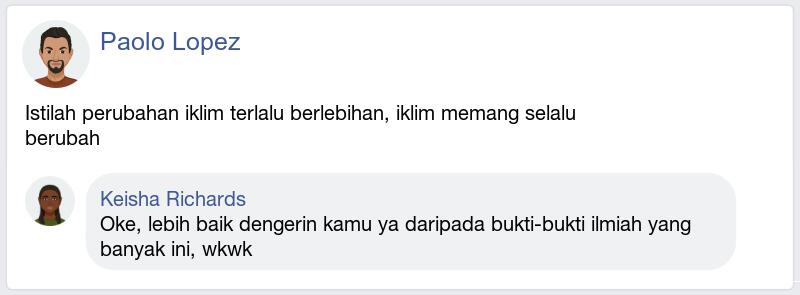 Paolo Lopez
Istilah perubahan iklim terlalu berlebihan, iklim memang selalu
berubah
Keisha Richards
Oke, lebih baik dengerin kamu ya daripada bukti-bukti ilmiah yang
banyak ini, wkwk